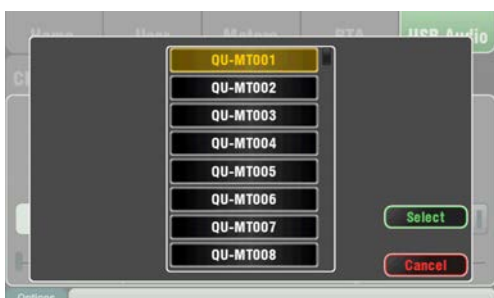 Home User Meters RTA USB Audio
QU-MT001
QU-MT002
QU-MT003
QU-MT004
QU-MT005
QU-MT006
QU-MT007
QU-MT008
Select
Cancel
Options